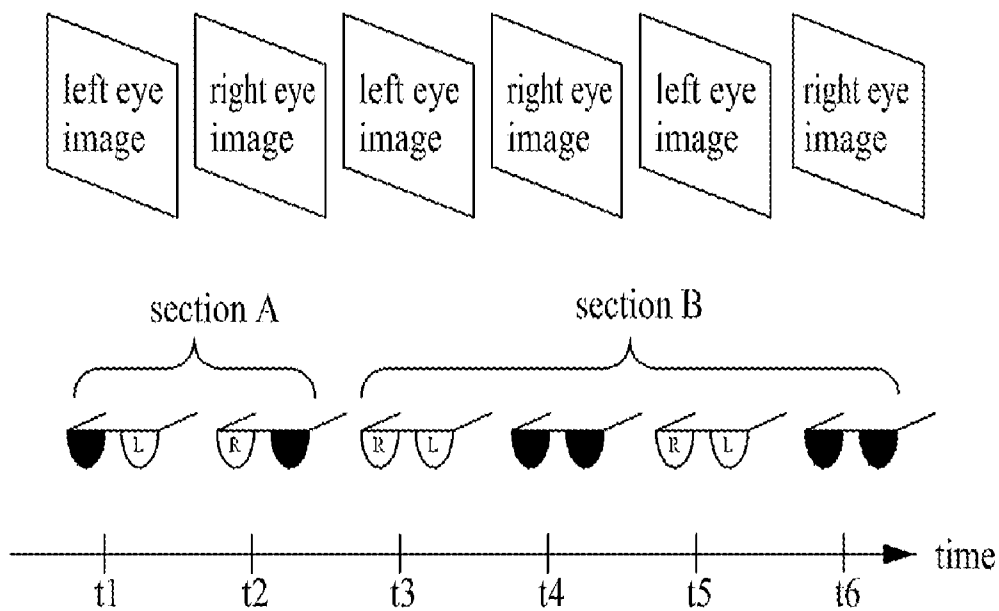 left eye
image
right eye
image
left eye
image
right eye
image
left eye
image
right eye
image
section A
section B
L
R
R L
R L
time
t1 t2 t3 t4 t5 t6